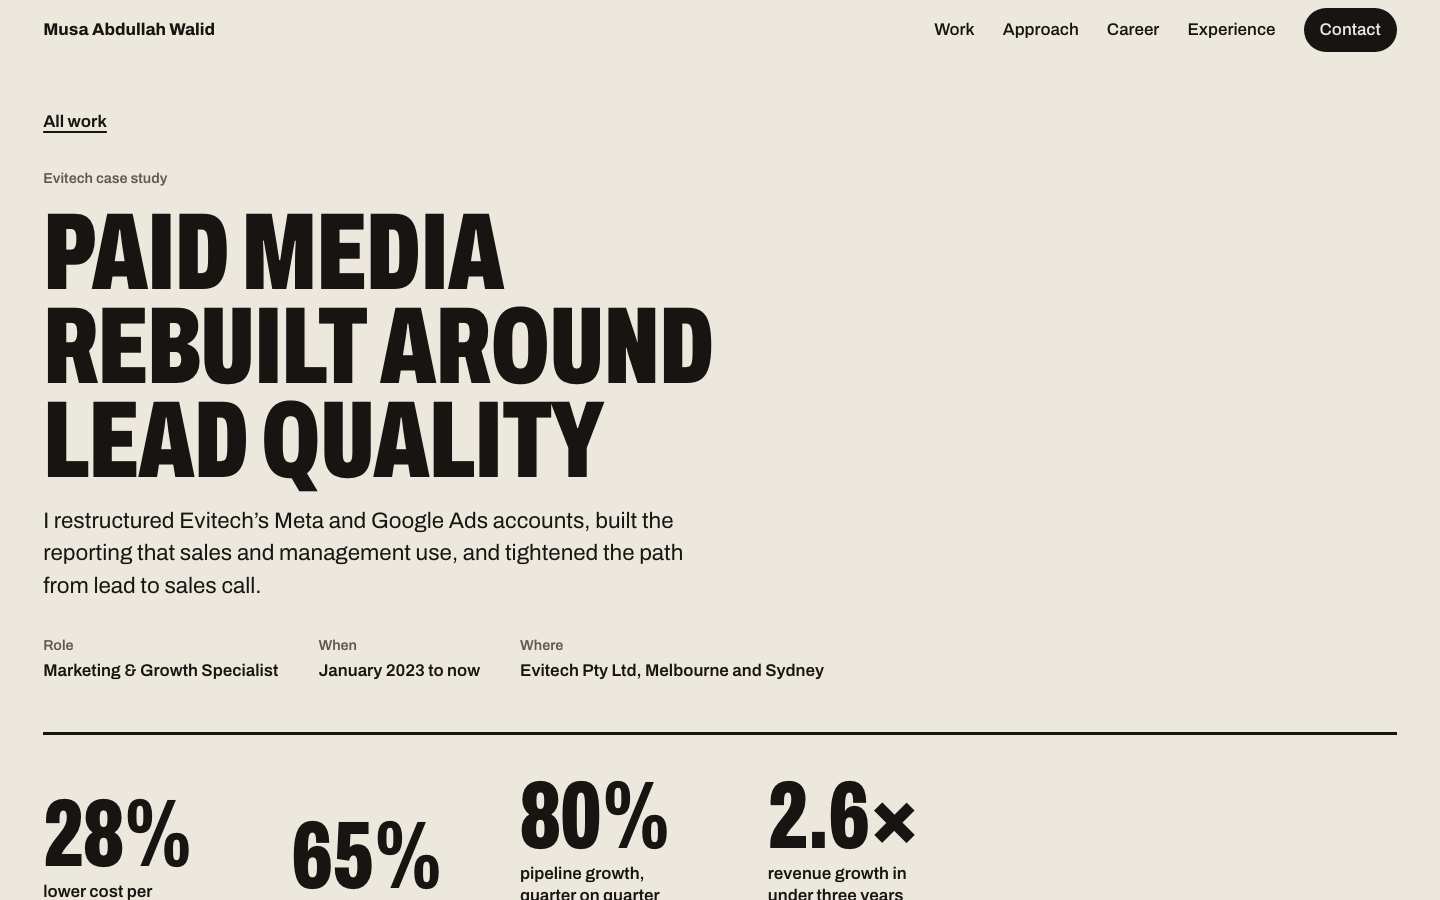 Musa Abdullah Walid
Work
Approach
Career
Experience
Contact
All work
Evitech case study
PAID MEDIA
REBUILT AROUND
LEAD QUALITY
I restructured Evitech’s Meta and Google Ads accounts, built the
reporting that sales and management use, and tightened the path
from lead to sales call.
Role
Marketing & Growth Specialist
When
January 2023 to now
Where
Evitech Pty Ltd, Melbourne and Sydney
28%
lower cost per
65%
80%
pipeline growth,
quarter on quarter
2.6×
revenue growth in
under three years